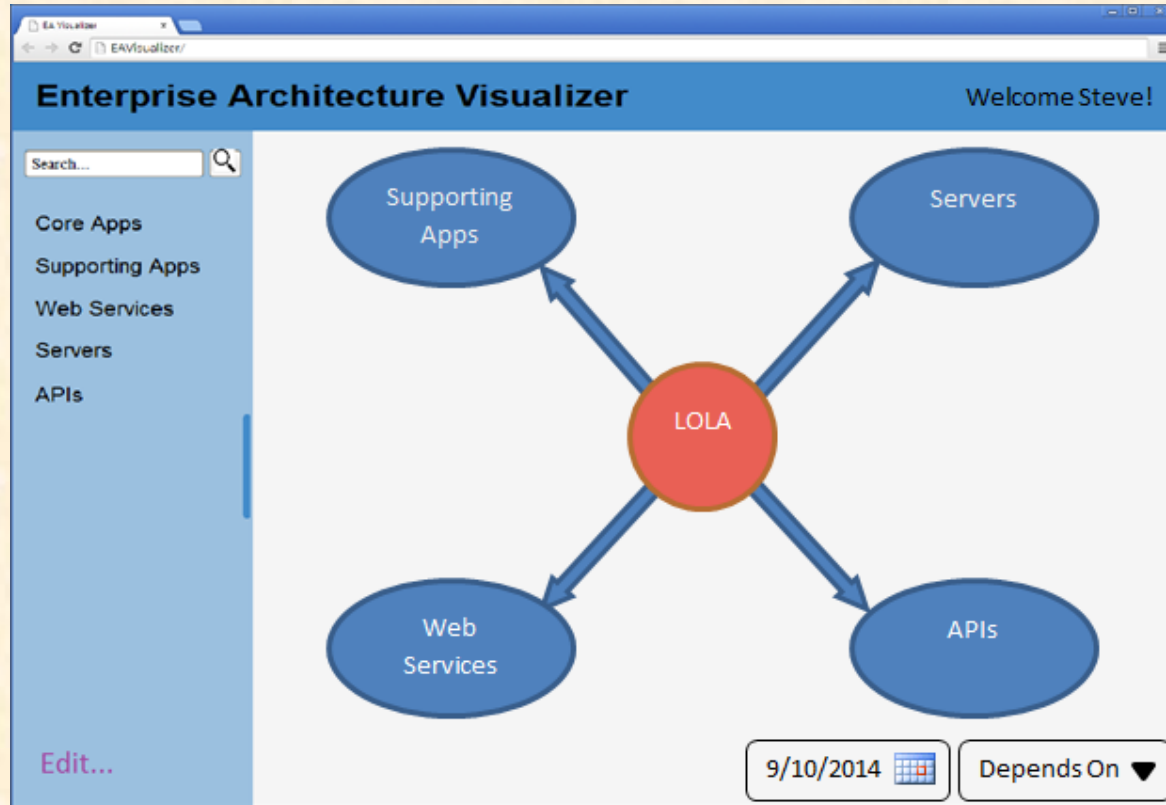 EA Visualizer
EAVisualizer/
Enterprise Architecture Visualizer
Welcome Steve!
Search...
Core Apps
Supporting Apps
Web Services
Servers
APIs
Edit...
Supporting
Apps
Servers
LOLA
Web
Services
APIs
9/10/2014
Depends On